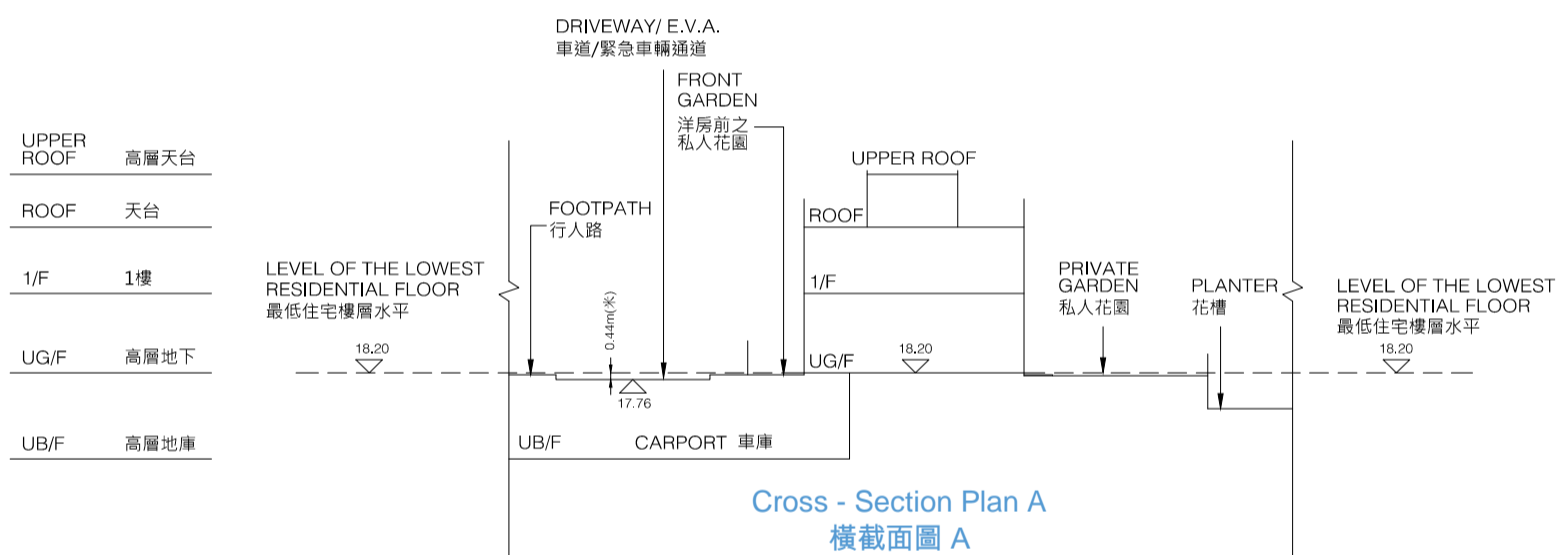 DRIVEWAY/ E.V.A.
車道/緊急車輛通道
FRONT
GARDEN
洋房前之
私人花園
UPPER
ROOF 高層天台
UPPER ROOF
ROOF 天台
FOOTPATH
行人路
ROOF
1/F 1樓
LEVEL OF THE LOWEST
RESIDENTIAL FLOOR
最低住宅樓層水平
0.44m(米)
1/F
PRIVATE
GARDEN
私人花園
PLANTER
花槽
LEVEL OF THE LOWEST
RESIDENTIAL FLOOR
最低住宅樓層水平
UG/F 高層地下
18.20
UG/F
18.20
18.20
17.76
UB/F 高層地庫
UB/F
CARPORT 車庫
Cross - Section Plan A
橫截面圖 A